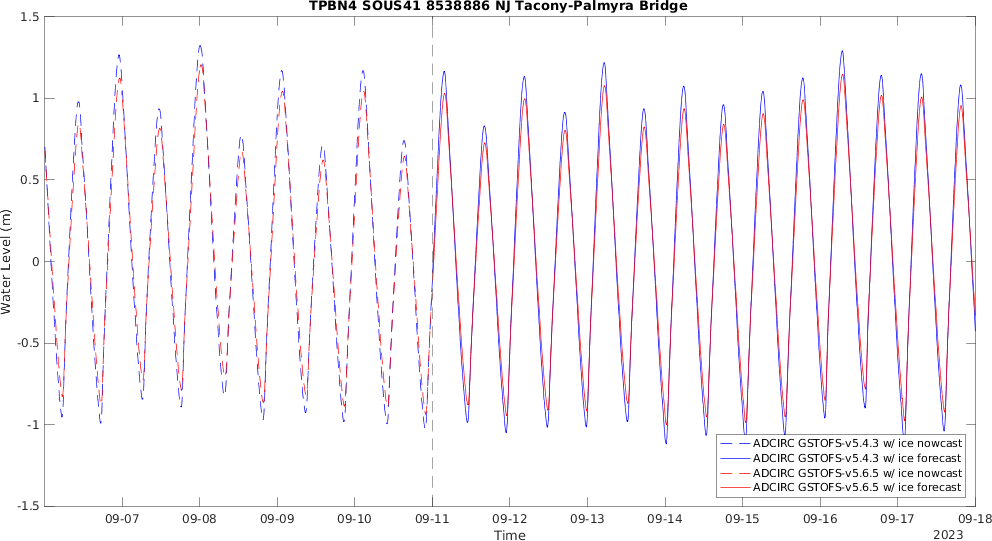 TPBN4 SOUS41 8538886 NJ Tacony-Palmyra Bridge
1.5
1
0.5
0
-0.5
-1
-1.5
Water Level (m)
09-07 09-08 09-09 09-10 09-11 09-12 09-13 09-14 09-15 09-16 09-17 09-18
Time
2023
ADCIRC GSTOFS-v5.4.3 w/ ice nowcast
ADCIRC GSTOFS-v5.4.3 w/ ice forecast
ADCIRC GSTOFS-v5.6.5 w/ ice nowcast
ADCIRC GSTOFS-v5.6.5 w/ ice forecast